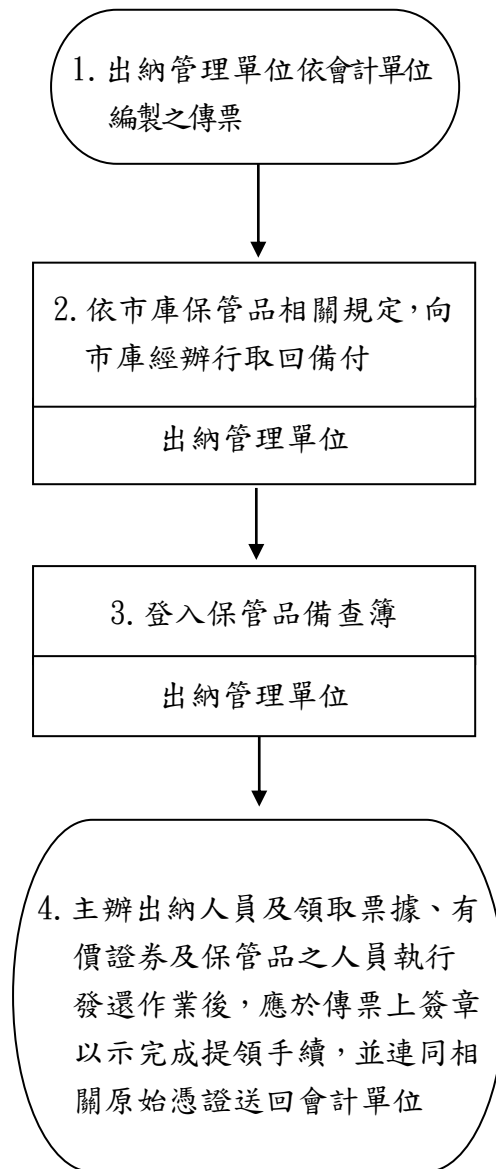 1. 出納管理單位依會計單位
編製之傳票
2. 依市庫保管品相關規定，向
市庫經辦行取回備付
出納管理單位
3. 登入保管品備查簿
出納管理單位
4. 主辦出納人員及領取票據、有
價證券及保管品之人員執行
發還作業後，應於傳票上簽章
以示完成提領手續，並連同相
關原始憑證送回會計單位